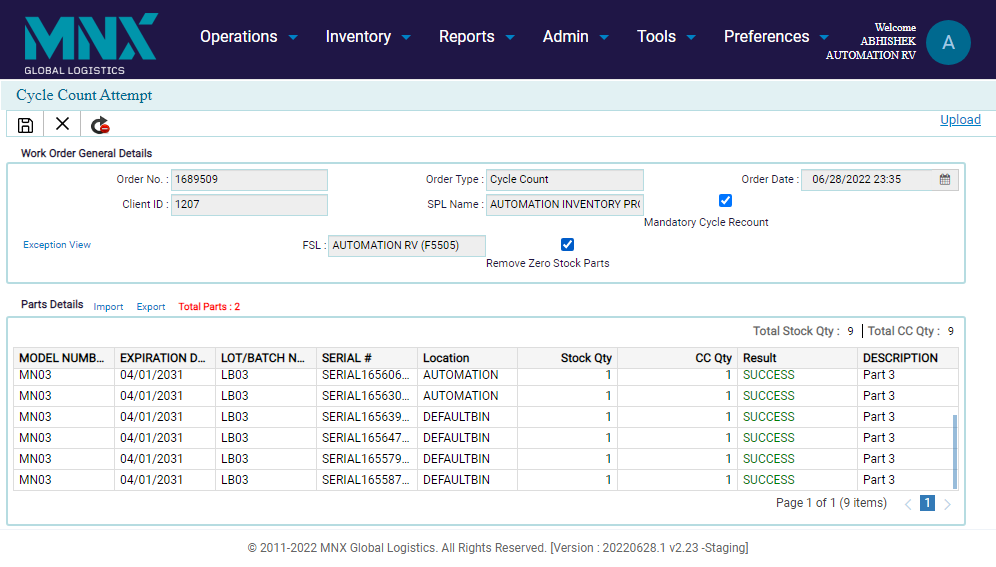 MNX
GLOBAL LOGISTICS
Operations Inventory Reports Admin Tools Preferences
Welcome
ABHISHEK
AUTOMATION RV
A
Cycle Count Attempt
Upload
Work Order General Details
Order No. : 1689509 Order Type : Cycle Count Order Date : 06/28/2022 23:35
Client ID : 1207 SPL Name : AUTOMATION INVENTORY PRO
Mandatory Cycle Recount
Exception View FSL : AUTOMATION RV (F5505)
Remove Zero Stock Parts
Parts Details Import Export Total Parts : 2
Total Stock Qty : 9 Total CC Qty : 9
MODEL NUMB... EXPIRATION D... LOT/BATCH N... SERIAL # Location Stock Qty CC Qty Result DESCRIPTION
MN03 04/01/2031 LB03 SERIAL165606... AUTOMATION 1 1 SUCCESS Part 3
MN03 04/01/2031 LB03 SERIAL165630... AUTOMATION 1 1 SUCCESS Part 3
MN03 04/01/2031 LB03 SERIAL165639... DEFAULTBIN 1 1 SUCCESS Part 3
MN03 04/01/2031 LB03 SERIAL165647... DEFAULTBIN 1 1 SUCCESS Part 3
MN03 04/01/2031 LB03 SERIAL165579... DEFAULTBIN 1 1 SUCCESS Part 3
MN03 04/01/2031 LB03 SERIAL165587... DEFAULTBIN 1 1 SUCCESS Part 3
Page 1 of 1 (9 items) 1
© 2011-2022 MNX Global Logistics. All Rights Reserved. [Version : 20220628.1 v2.23 -Staging]